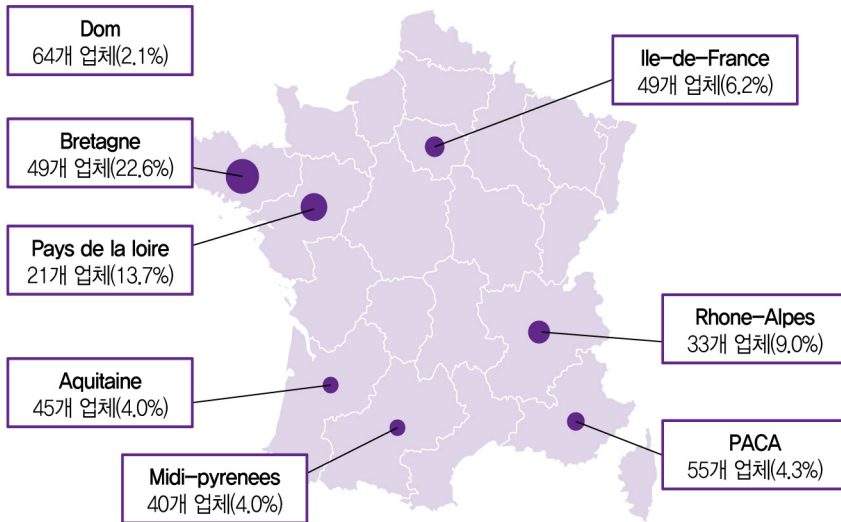 Dom
64개 업체(2.1%)
Ile-de-France
49개 업체(6.2%)
Bretagne
49개 업체(22.6%)
Pays de la loire
21개 업체(13.7%)
Rhone-Alpes
33개 업체(9.0%)
Aquitaine
45개 업체(4.0%)
PACA
55개 업체(4.3%)
Midi-pyrenees
40개 업체(4.0%)